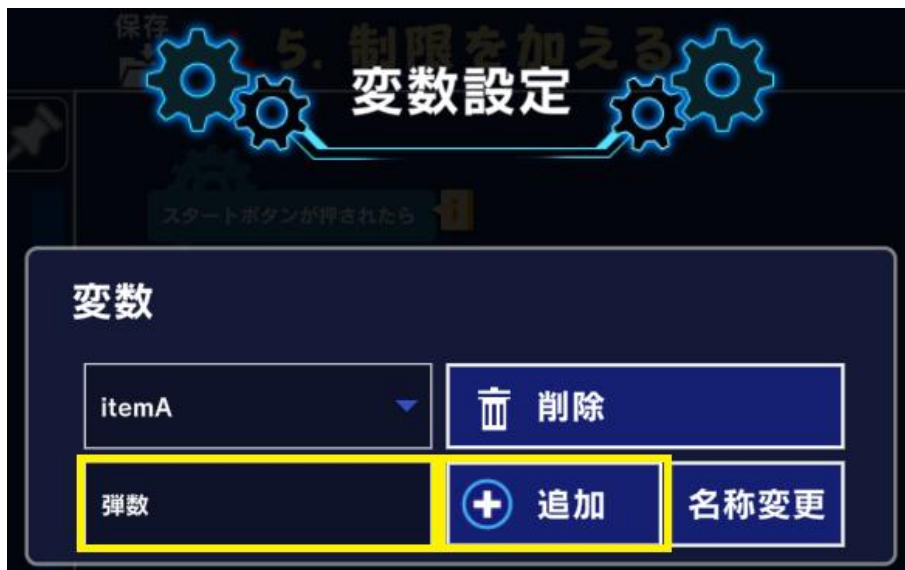 保存
5. 制限を加える
変数設定
スタートボタンが押されたら
変数
itemA
削除
弾数
追加
名称変更